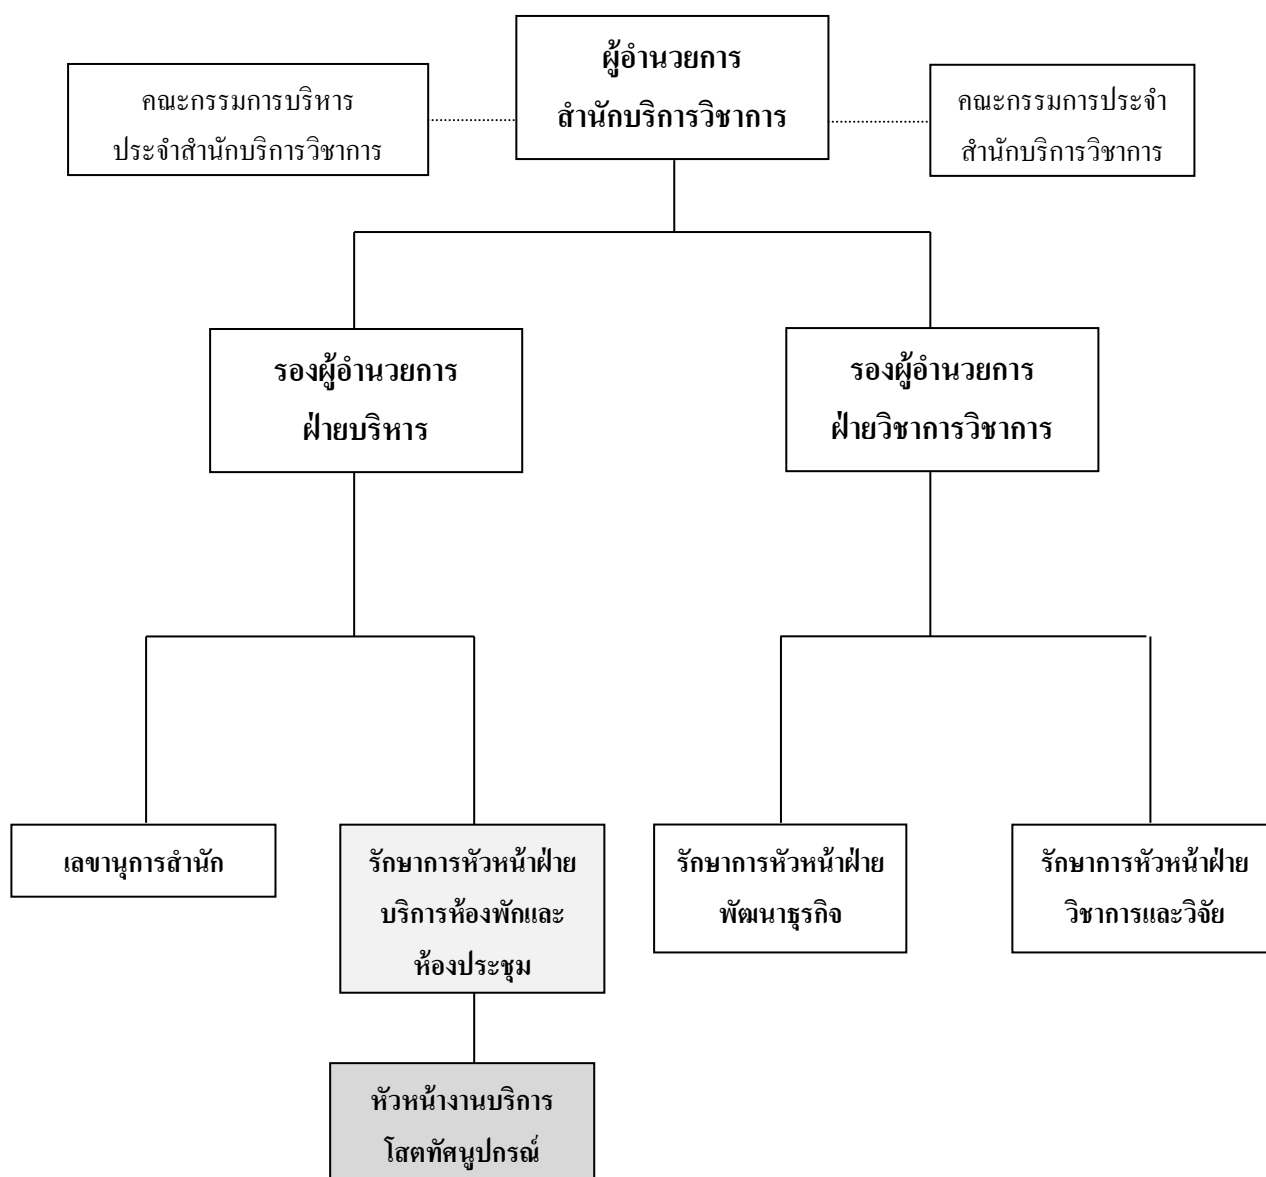 ผู้อำนวยการ
สำนักบริการวิชาการ
คณะกรรมการบริหาร
ประจำสำนักบริการวิชาการ
คณะกรรมการประจำ
สำนักบริการวิชาการ
รองผู้อำนวยการ
ฝ่ายบริหาร
รองผู้อำนวยการ
ฝ่ายวิชาการวิชาการ
เลขานุการสำนัก
รักษาการหัวหน้าฝ่าย
บริการห้องพักและ
ห้องประชุม
รักษาการหัวหน้าฝ่าย
พัฒนาธุรกิจ
รักษาการหัวหน้าฝ่าย
วิชาการและวิจัย
หัวหน้างานบริการ
โสตทัศนูปกรณ์